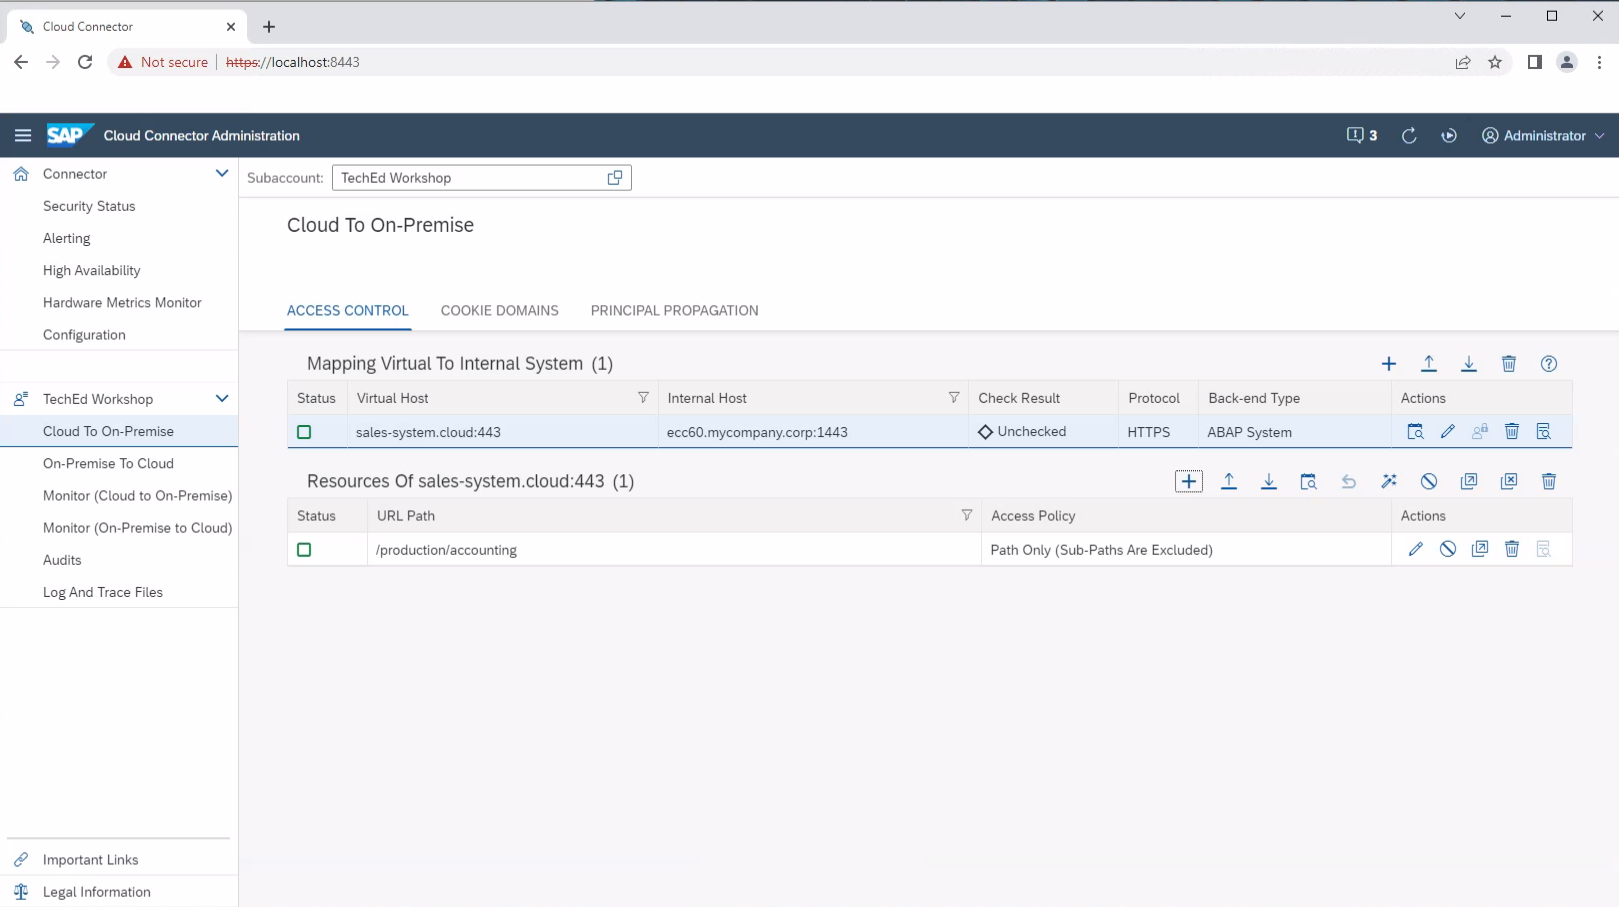 Cloud Connector
Not secure https://localhost:8443
SAP Cloud Connector Administration 3 Administrator
Connector
Security Status
Alerting
High Availability
Hardware Metrics Monitor
Configuration
TechEd Workshop
Cloud To On-Premise
On-Premise To Cloud
Monitor (Cloud to On-Premise)
Monitor (On-Premise to Cloud)
Audits
Log And Trace Files
Important Links
Legal Information
Subaccount: TechEd Workshop
Cloud To On-Premise
ACCESS CONTROL COOKIE DOMAINS PRINCIPAL PROPAGATION
Mapping Virtual To Internal System (1)
Status Virtual Host Internal Host Check Result Protocol Back-end Type Actions
sales-system.cloud:443 ecc60.mycompany.corp:1443 Unchecked HTTPS ABAP System
Resources Of sales-system.cloud:443 (1)
Status URL Path Access Policy Actions
/production/accounting Path Only (Sub-Paths Are Excluded)